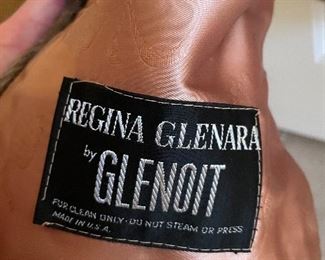 REGINA GLENARA
by
GLENOIT
FUR CLEAN ONLY · DO NOT STEAM OR PRESS
MADE IN U.S.A.